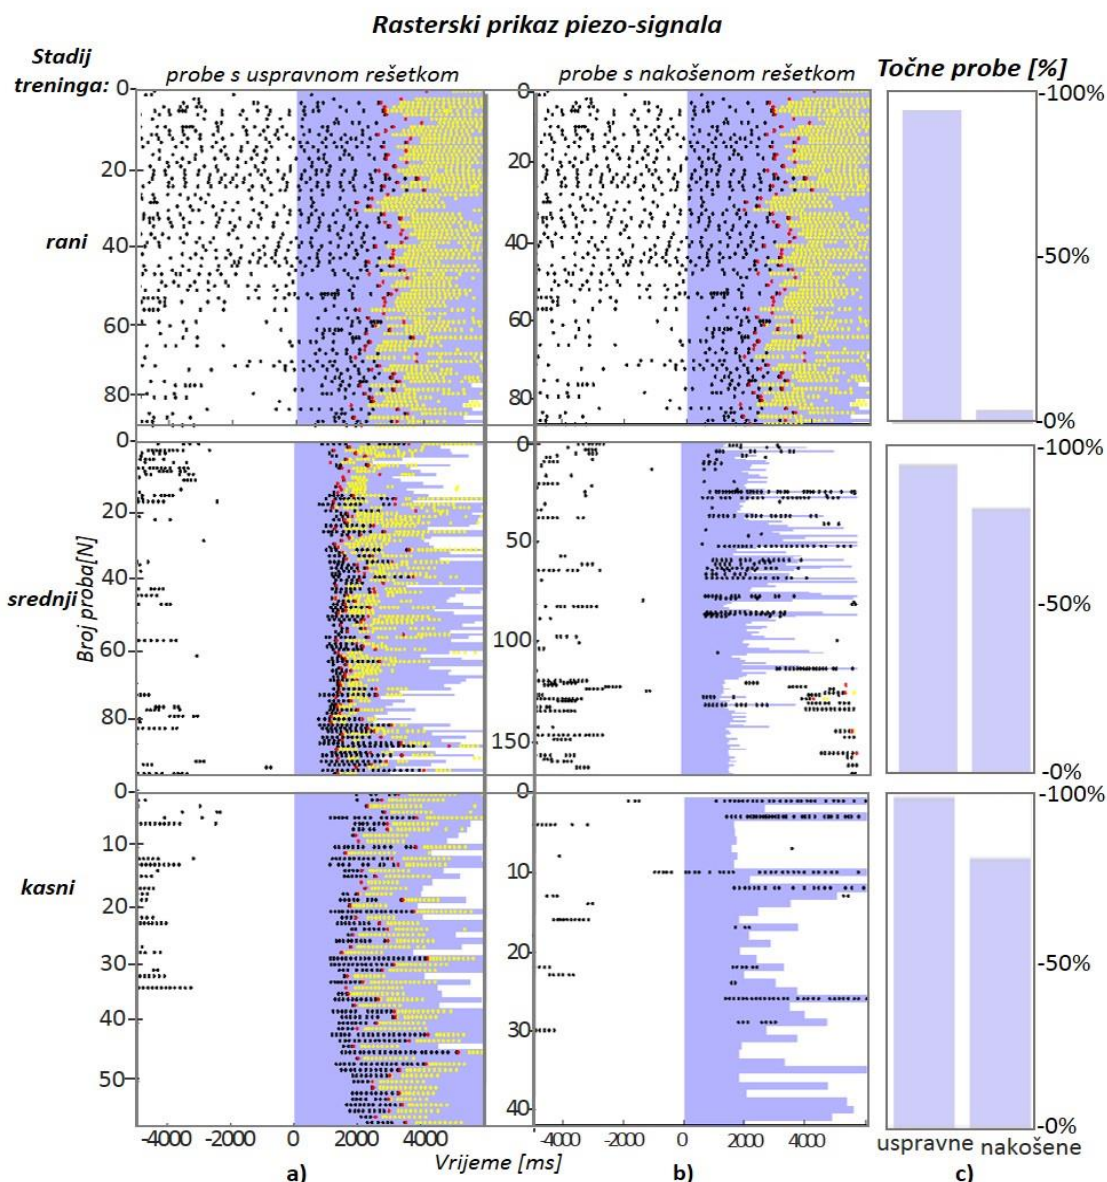 Rasterski prikaz piezo-signala
Stadij
treninga:
probe s uspravnom rešetkom
probe s nakošenom rešetkom
Točne probe [%]
0
20
40
60
80
0
20
40
60
80
-100%
-50%
-0%
rani
0
20
40
60
80
0
50
100
150
-100%
-50%
-0%
srednji
Broj proba[N]
0
10
20
30
40
50
0
10
20
30
40
-100%
-50%
-0%
kasni
-4000 -2000 0 2000 4000
-4000 -2000 0 2000 4000
uspravne nakošene
Vrijeme [ms]
a) b) c)